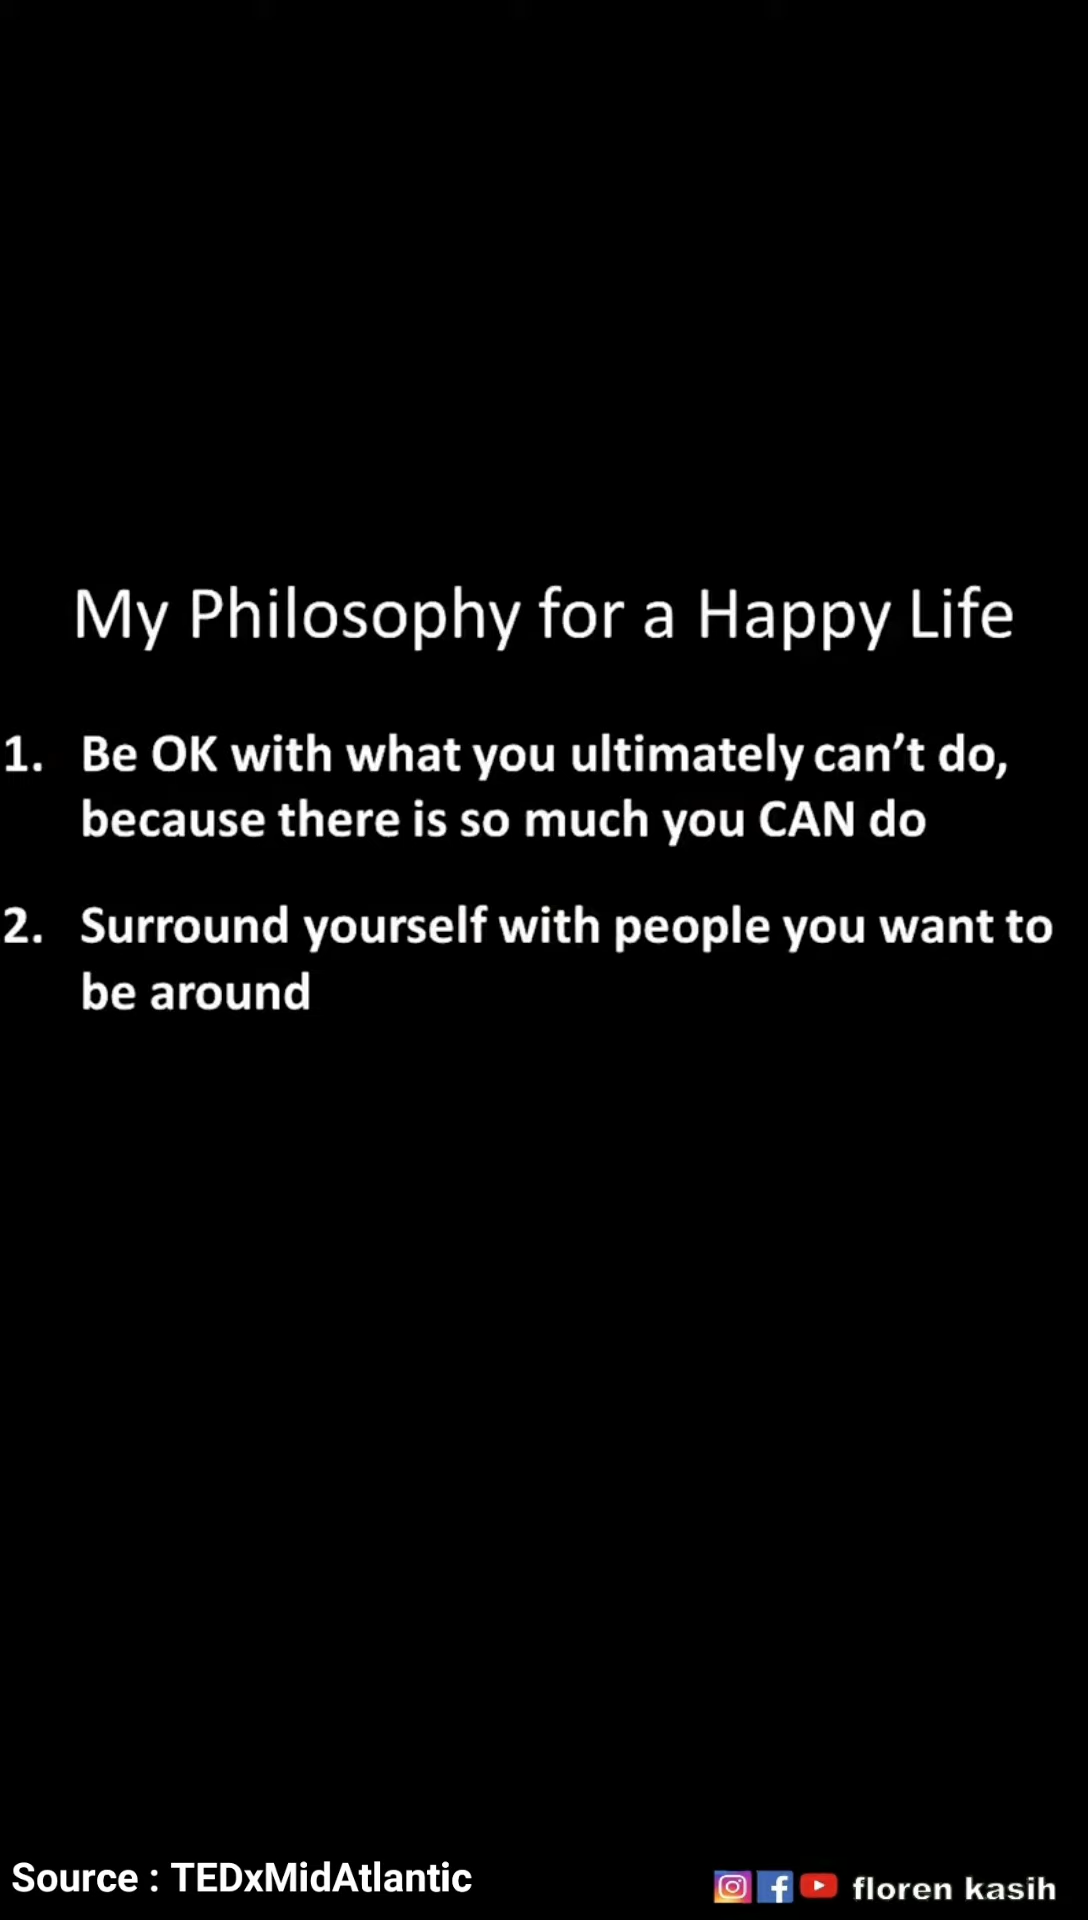 My Philosophy for a Happy Life
1. Be OK with what you ultimately can’t do,
because there is so much you CAN do
2. Surround yourself with people you want to
be around
Source : TEDxMidAtlantic
floren kasih